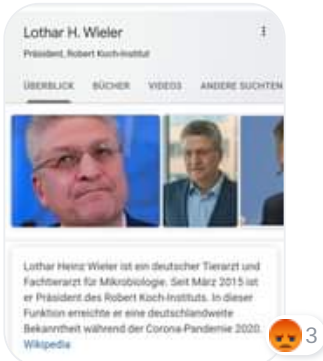 Lothar H. Wieler
Präsident, Robert Koch-Institut
ÜBERBLICK BÜCHER VIDEOS ANDERE SUCHTEN
Lothar Heinz Wieler ist ein deutscher Tierarzt und
Fachtierarzt für Mikrobiologie. Seit März 2015 ist
er Präsident des Robert Koch-Instituts. In dieser
Funktion erreichte er eine deutschlandweite
Bekanntheit während der Corona-Pandemie 2020.
Wikipedia
3